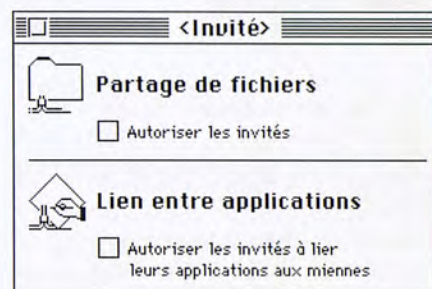 <Invité>
Partage de fichiers
Autoriser les invités
Lien entre applications
Autoriser les invités à lier
leurs applications aux miennes